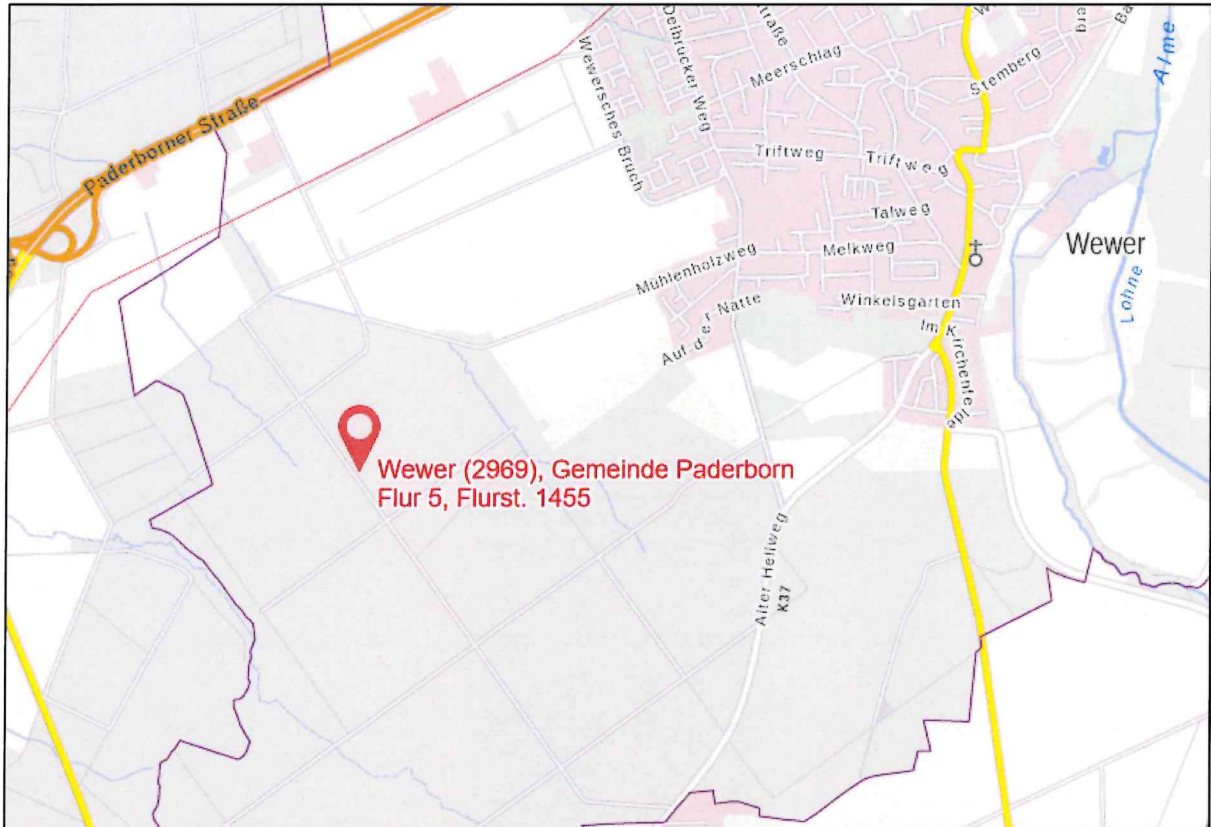 Paderborner Straße
Wewersches Bruch
Delbrücker Weg
straße
Meerschlag
Stemberg
Alme
Triftweg
Triftweg
Talweg
Melkweg
Mühlenholzweg
Wewer
Lohne
Auf der Natte
Winkelsgarten
Im Kirchenfelde
Wewer (2969), Gemeinde Paderborn
Flur 5, Flurst. 1455
Alter Hellweg
K37